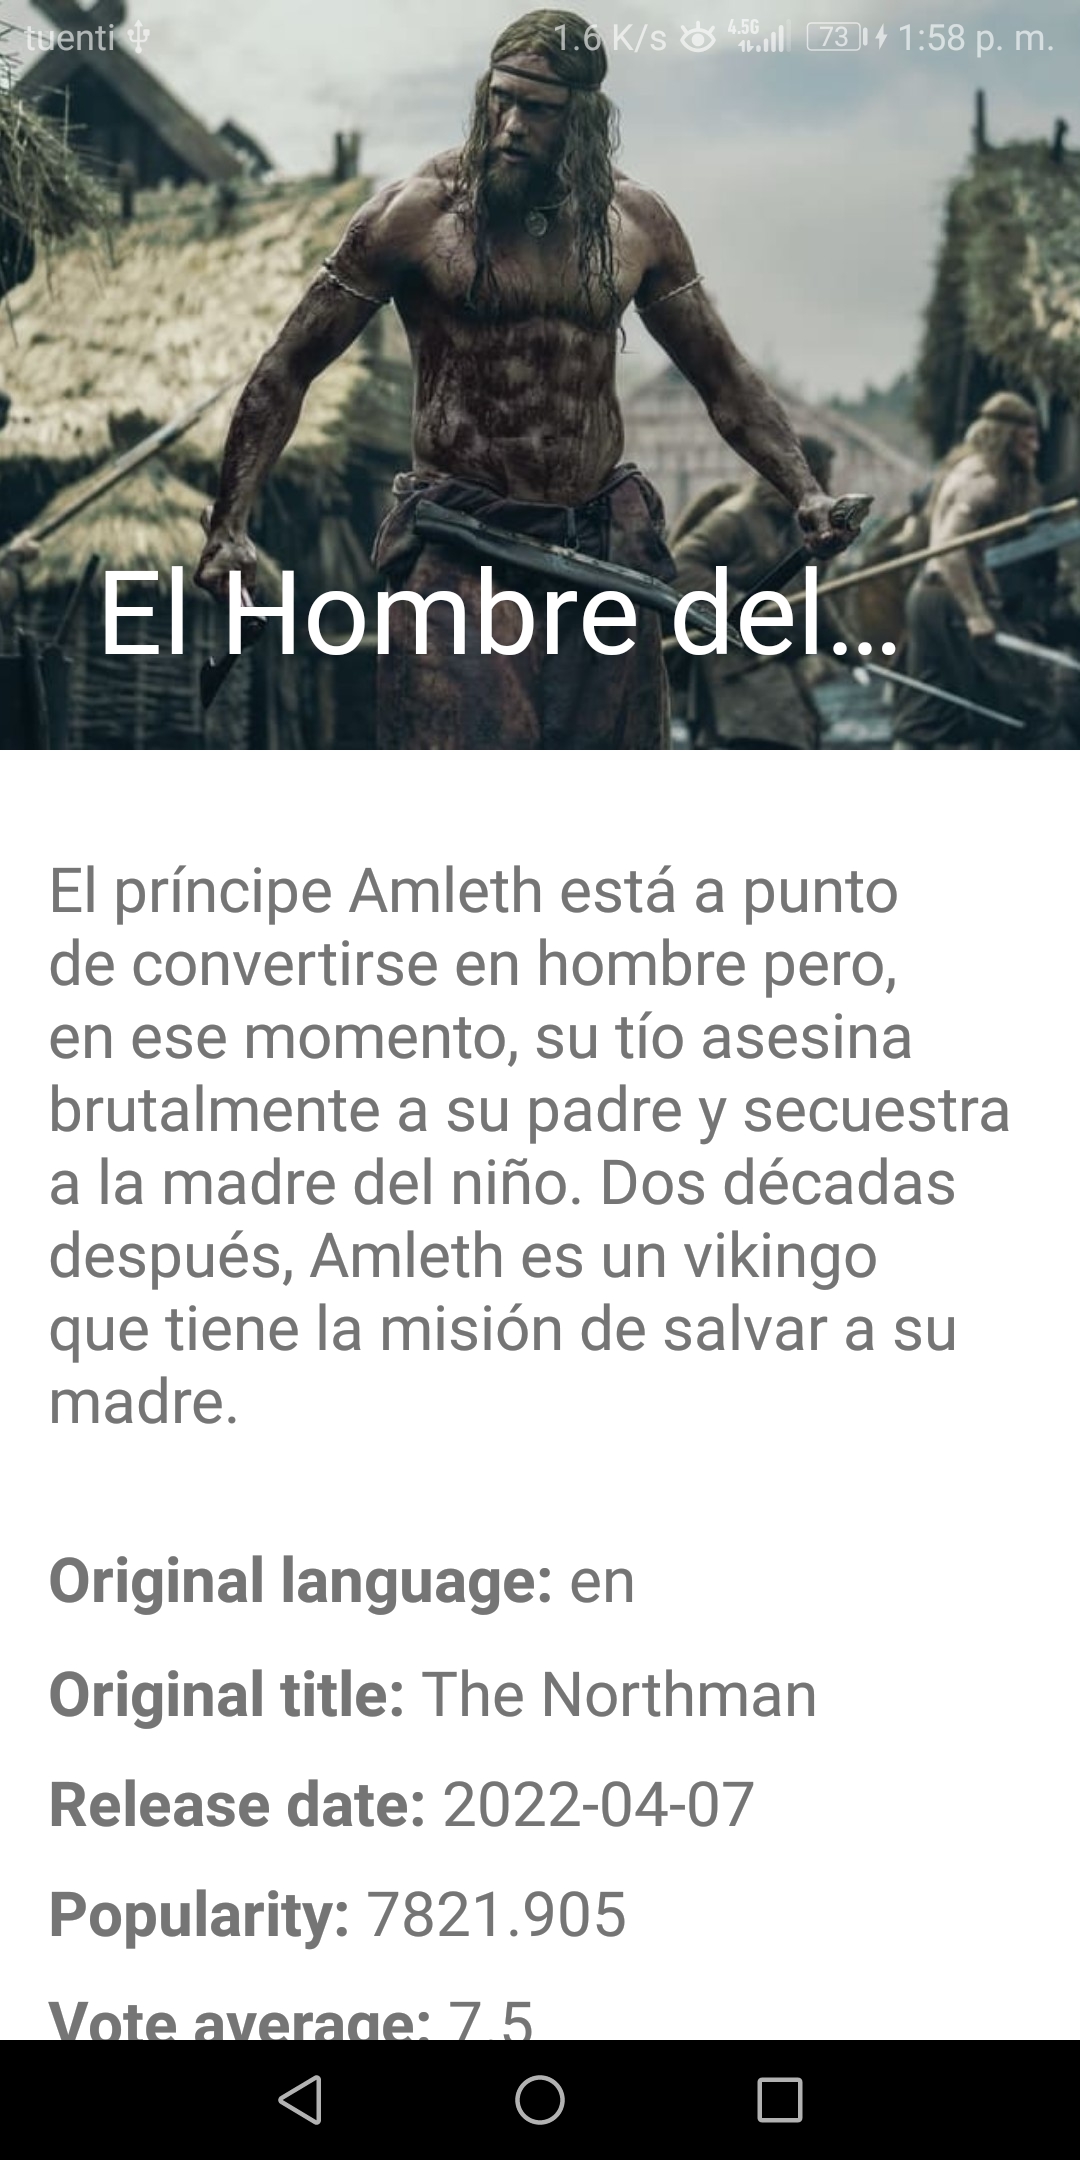 tuenti 1.6 K/s 4.5G 73 1:58 p. m.
El Hombre del...
El príncipe Amleth está a punto
de convertirse en hombre pero,
en ese momento, su tío asesina
brutalmente a su padre y secuestra
a la madre del niño. Dos décadas
después, Amleth es un vikingo
que tiene la misión de salvar a su
madre.
Original language: en
Original title: The Northman
Release date: 2022-04-07
Popularity: 7821.905
Vote average: 7.5